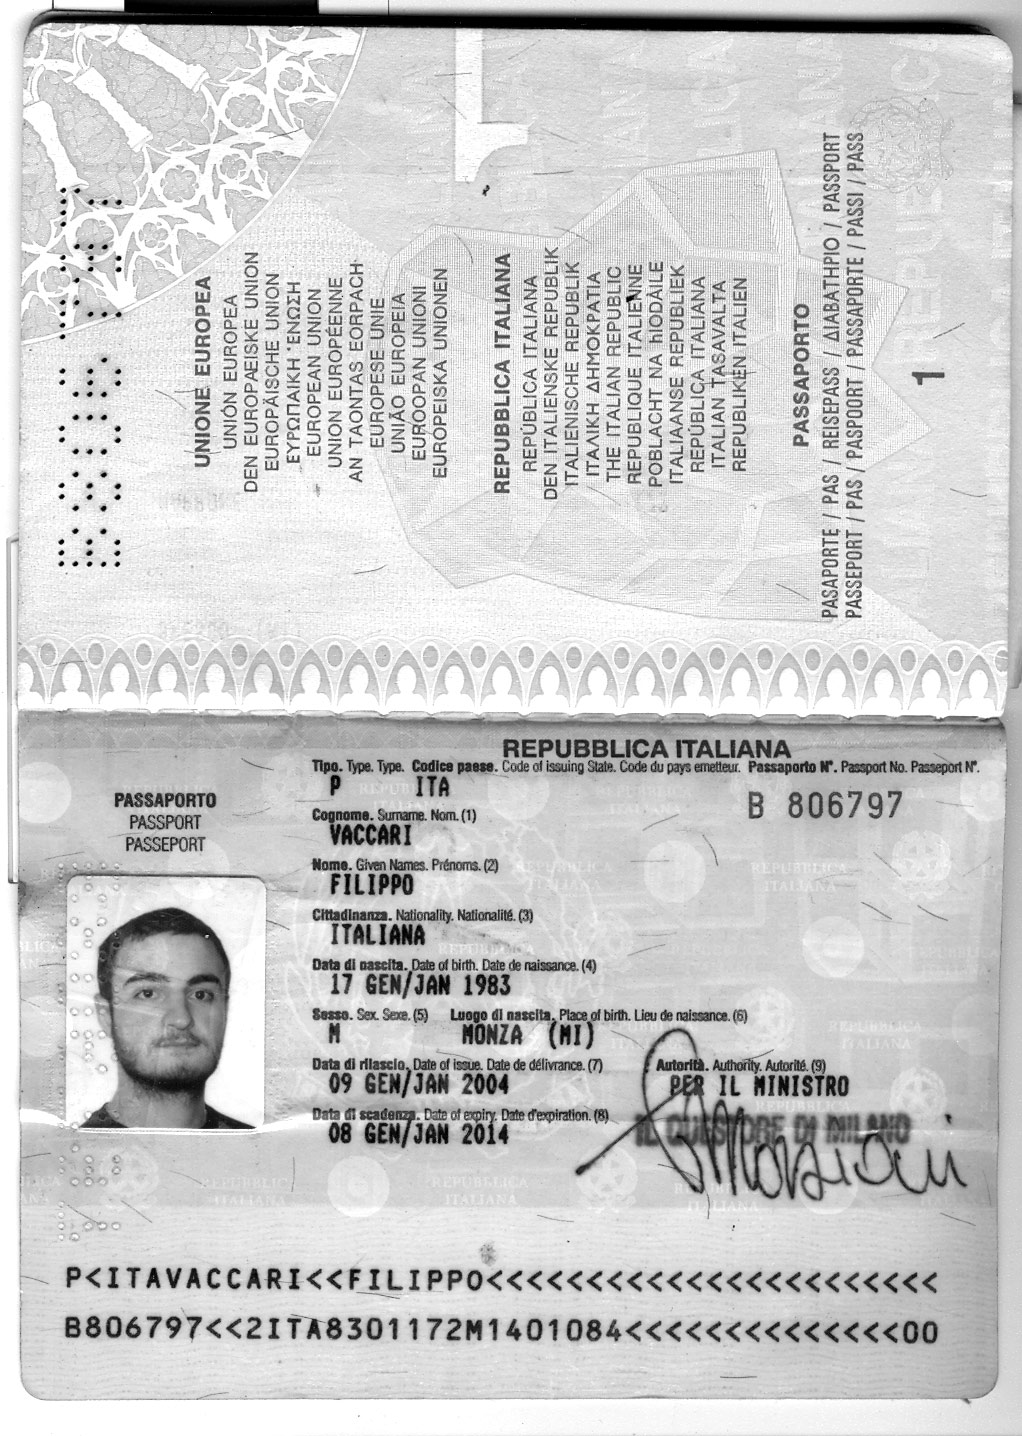 UNIONE EUROPEA
UNIÓN EUROPEA
DEN EUROPAEISKE UNION
EUROPÄISCHE UNION
ΕΥΡΩΠΑΙΚΗ 'ΕΝΩΣΗ
EUROPEAN UNION
UNION EUROPÉENNE
AN TAONTAS EORPACH
EUROPESE UNIE
UNIÃO EUROPEIA
EUROOPAN UNIONI
EUROPEISKA UNIONEN
REPUBBLICA ITALIANA
REPÚBLICA ITALIANA
DEN ITALIENSKE REPUBLIK
ITALIENISCHE REPUBLIK
ΙΤΑΛΙΚΗ ΔΗΜΟΚΡΑΤΙΑ
THE ITALIAN REPUBLIC
REPUBLIQUE ITALIENNE
POBLACHT NA hIODÁILE
ITALIAANSE REPUBLIEK
REPÚBLICA ITALIANA
ITALIAN TASAVALTA
REPUBLIKEN ITALIEN
PASSAPORTO
PASAPORTE / PAS / REISEPASS / ΔΙΑΒΑΤΗΡΙΟ / PASSPORT
PASSEPORT / PAS / PASPOORT / PASSAPORTE / PASSI / PASS
1
REPUBBLICA ITALIANA
Tipo. Type. Type. Codice paese. Code of issuing State. Code du pays emetteur. Passaporto N°. Passport No. Passeport N°.
P ITA B 806797
PASSAPORTO
PASSPORT
PASSEPORT
Cognome. Surname. Nom. (1)
VACCARI
Nome. Given Names. Prénoms. (2)
FILIPPO
Cittadinanza. Nationality. Nationalité. (3)
ITALIANA
Data di nascita. Date of birth. Date de naissance. (4)
17 GEN/JAN 1983
Sesso. Sex. Sexe. (5) Luogo di nascita. Place of birth. Lieu de naissance. (6)
M MONZA (MI)
Data di rilascio. Date of issue. Date de délivrance. (7) Autorità. Authority. Autorité. (9)
09 GEN/JAN 2004 PER IL MINISTRO
Data di scadenza. Date of expiry. Date d'expiration. (8) IL QUESTORE DI MILANO
08 GEN/JAN 2014
P<ITAVACCARI<<FILIPPO<<<<<<<<<<<<<<<<<<<<<<<
B806797<<2ITA8301172M1401084<<<<<<<<<<<<<<00